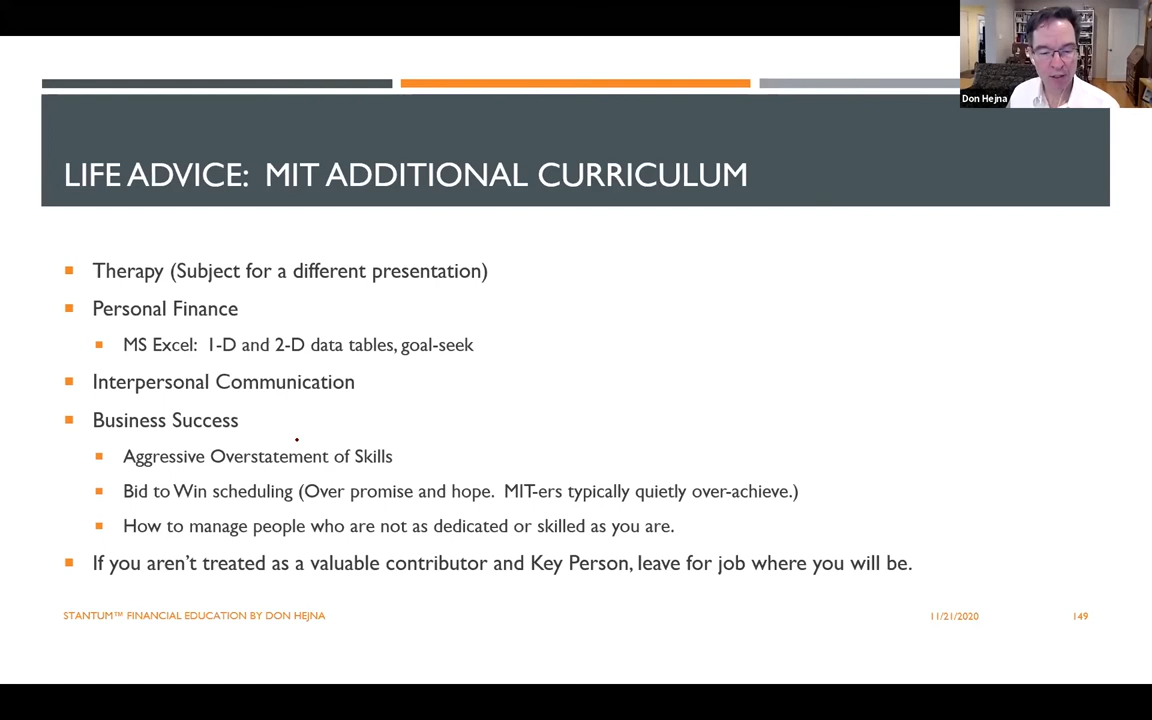 Don Hejna
LIFE ADVICE: MIT ADDITIONAL CURRICULUM
Therapy (Subject for a different presentation)
Personal Finance
MS Excel: 1-D and 2-D data tables, goal-seek
Interpersonal Communication
Business Success
Aggressive Overstatement of Skills
Bid to Win scheduling (Over promise and hope. MIT-ers typically quietly over-achieve.)
How to manage people who are not as dedicated or skilled as you are.
If you aren't treated as a valuable contributor and Key Person, leave for job where you will be.
STANTUM™ FINANCIAL EDUCATION BY DON HEJNA 11/21/2020 149